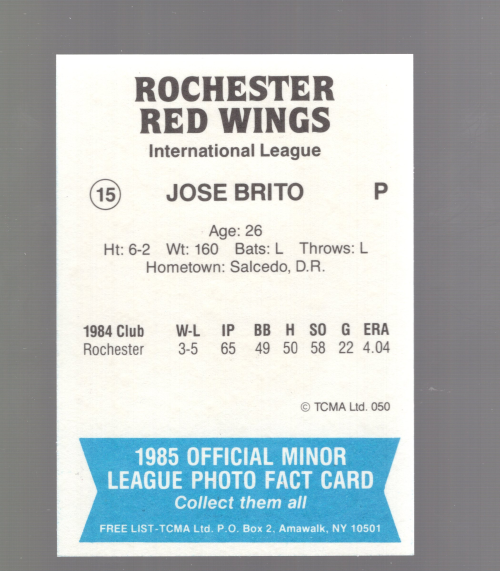 ROCHESTER
RED WINGS
International League
15 JOSE BRITO P
Age: 26
Ht: 6-2 Wt: 160 Bats: L Throws: L
Hometown: Salcedo, D.R.
1984 Club W-L IP BB H SO G ERA
Rochester 3-5 65 49 50 58 22 4.04
© TCMA Ltd. 050
1985 OFFICIAL MINOR
LEAGUE PHOTO FACT CARD
Collect them all
FREE LIST-TCMA Ltd. P.O. Box 2, Amawalk, NY 10501